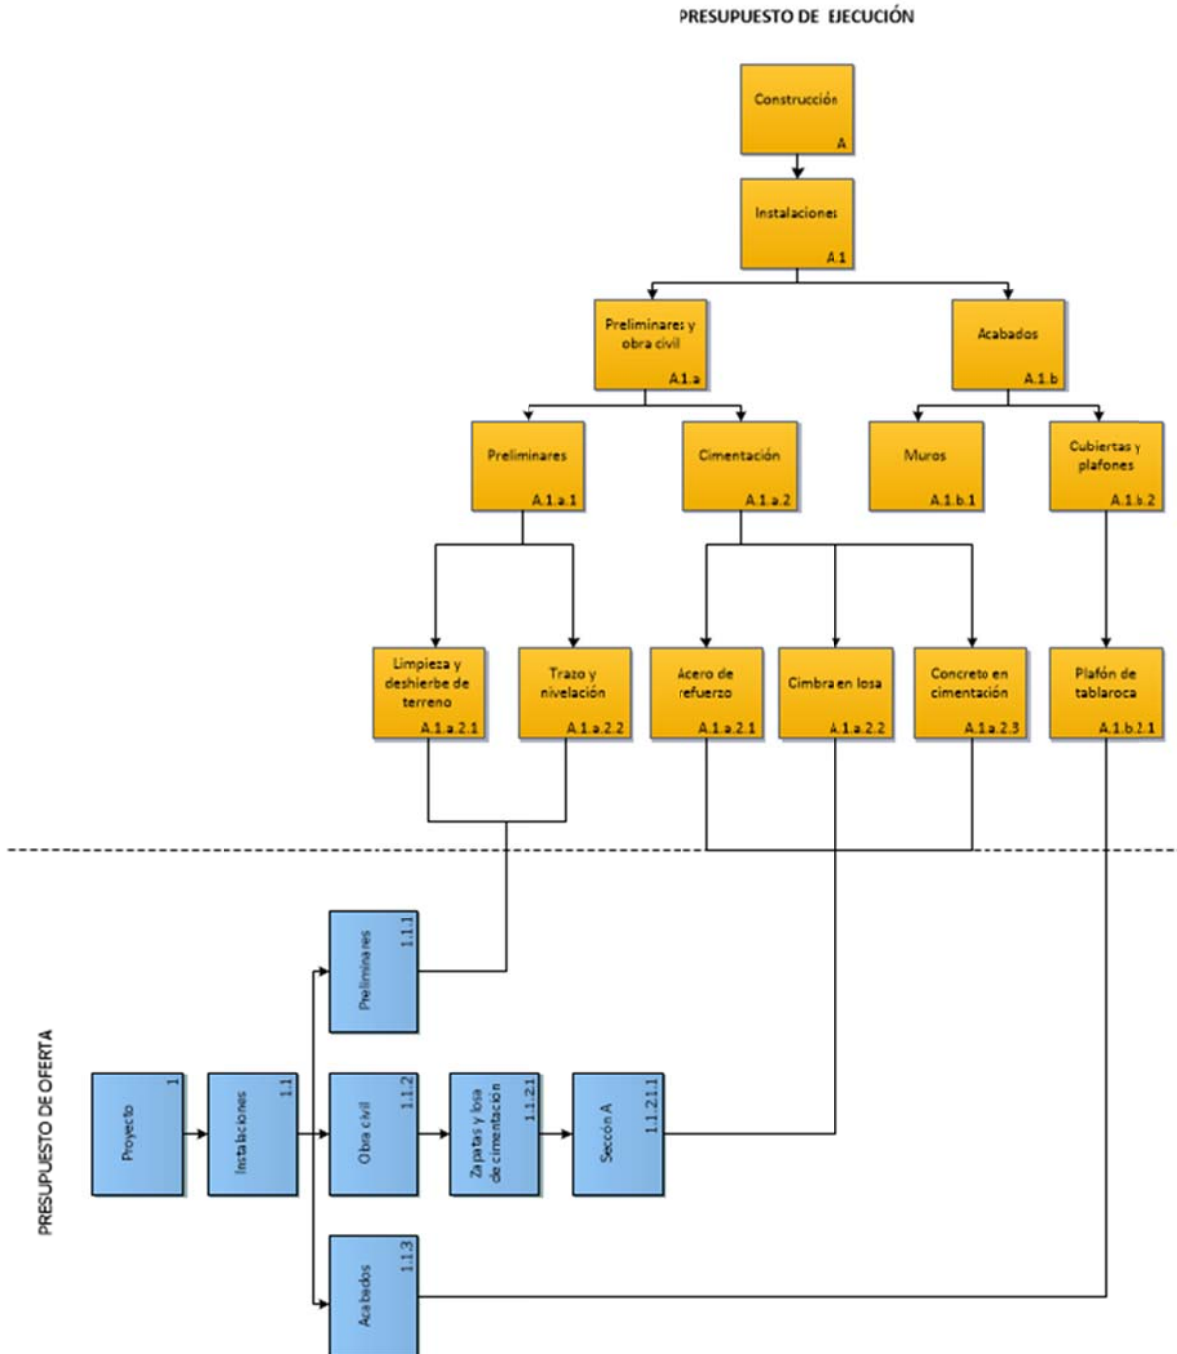 PRESUPUESTO DE EJECUCIÓN
Construcción
A
Instalaciones
A.1
Preliminares y
obra civil
A.1.a
Acabados
A.1.b
Preliminares
A.1.a.1
Cimentación
A.1.a.2
Muros
A.1.b.1
Cubiertas y
plafones
A.1.b.2
Limpieza y
deshierbe de
terreno
A.1.a.2.1
Trazo y
nivelación
A.1.a.2.2
Acero de
refuerzo
A.1.a.2.1
Cimbra en losa
A.1.a.2.2
Concreto en
cimentación
A.1.a.2.3
Plafón de
tablaroca
A.1.b.2.1
PRESUPUESTO DE OFERTA
Proyecto
1
Instalaciones
1.1
Preliminares
1.1.1
Obra civil
1.1.2
Zapatas y losa
de cimentación
1.1.2.1
Seccón A
1.1.2.1.1
Acabados
1.1.3